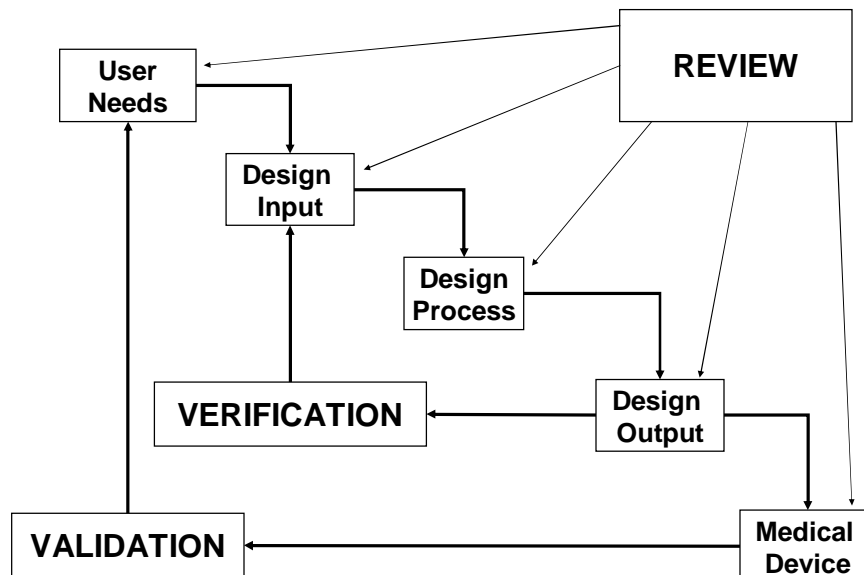 User
Needs
REVIEW
Design
Input
Design
Process
VERIFICATION
Design
Output
VALIDATION
Medical
Device